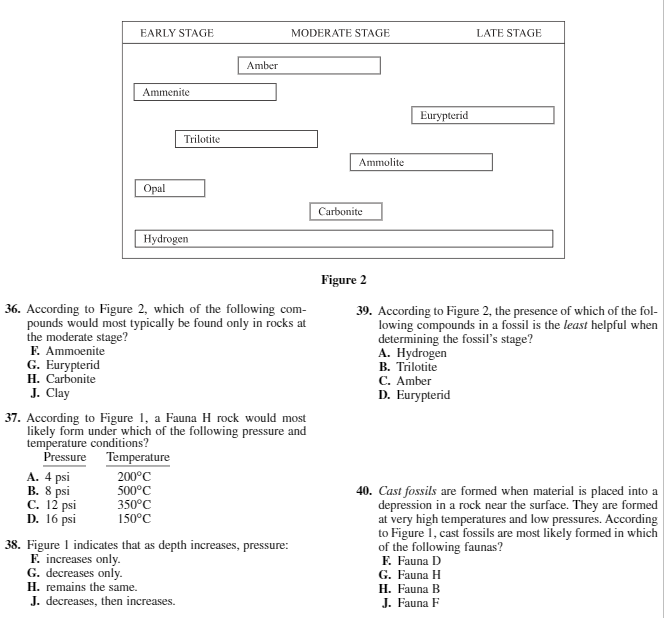 EARLY STAGE MODERATE STAGE LATE STAGE
Amber
Ammenite
Eurypterid
Trilotite
Ammolite
Opal
Carbonite
Hydrogen
Figure 2
36. According to Figure 2, which of the following com-
pounds would most typically be found only in rocks at
the moderate stage?
F. Ammoenite
G. Eurypterid
H. Carbonite
J. Clay
37. According to Figure 1, a Fauna H rock would most
likely form under which of the following pressure and
temperature conditions?
Pressure Temperature
A. 4 psi 200°C
B. 8 psi 500°C
C. 12 psi 350°C
D. 16 psi 150°C
38. Figure 1 indicates that as depth increases, pressure:
F. increases only.
G. decreases only.
H. remains the same.
J. decreases, then increases.
39. According to Figure 2, the presence of which of the fol-
lowing compounds in a fossil is the least helpful when
determining the fossil's stage?
A. Hydrogen
B. Trilotite
C. Amber
D. Eurypterid
40. Cast fossils are formed when material is placed into a
depression in a rock near the surface. They are formed
at very high temperatures and low pressures. According
to Figure 1, cast fossils are most likely formed in which
of the following faunas?
F. Fauna D
G. Fauna H
H. Fauna B
J. Fauna F